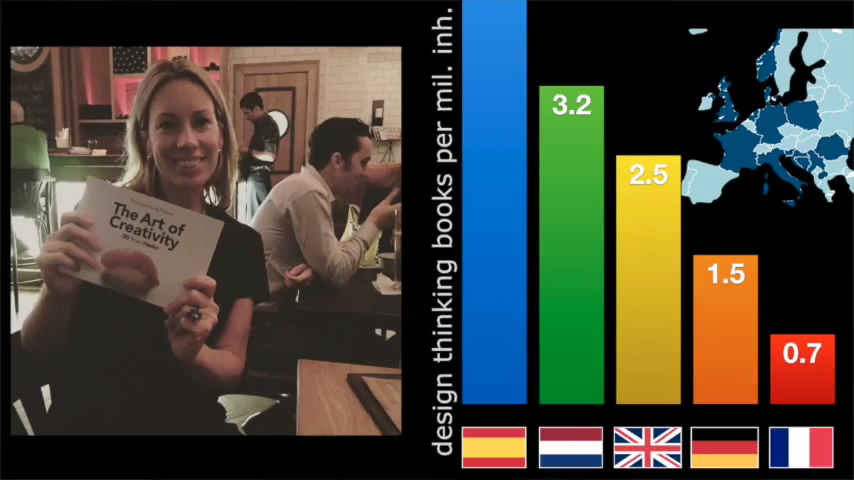 The Art of
Creativity
design thinking books per mil. inh.
3.2
2.5
1.5
0.7